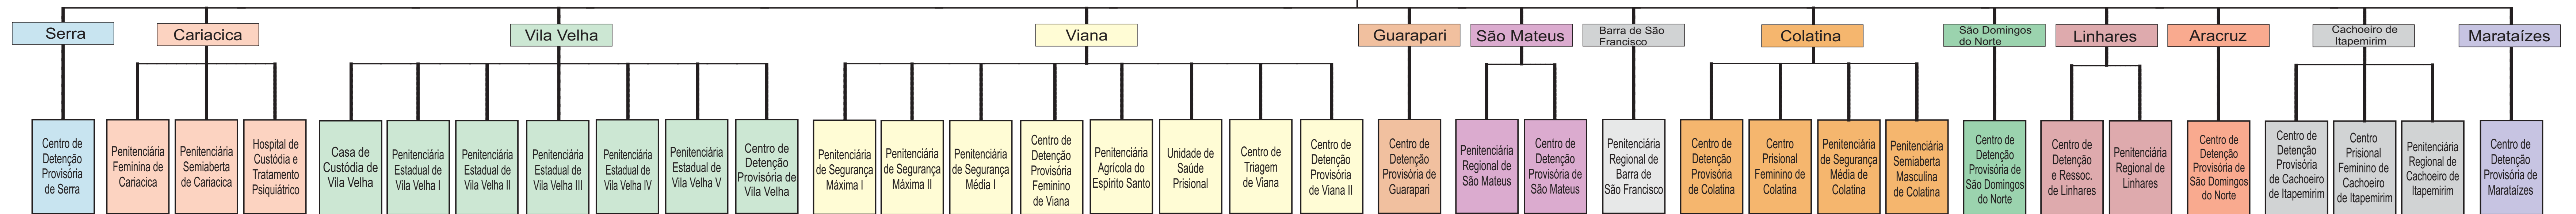 Serra
Cariacica
Vila Velha
Viana
Guarapari
São Mateus
Barra de São
Francisco
Colatina
São Domingos
do Norte
Linhares
Aracruz
Cachoeiro de
Itapemirim
Marataízes
Centro de
Detenção
Provisória
de Serra
Penitenciária
Feminina de
Cariacica
Penitenciária
Semiaberta
de Cariacica
Hospital de
Custódia e
Tratamento
Psiquiátrico
Casa de
Custódia de
Vila Velha
Penitenciária
Estadual de
Vila Velha I
Penitenciária
Estadual de
Vila Velha II
Penitenciária
Estadual de
Vila Velha III
Penitenciária
Estadual de
Vila Velha IV
Penitenciária
Estadual de
Vila Velha V
Centro de
Detenção
Provisória de
Vila Velha
Penitenciária
de Segurança
Máxima I
Penitenciária
de Segurança
Máxima II
Penitenciária
de Segurança
Média I
Centro de
Detenção
Provisória
Feminino
de Viana
Penitenciária
Agrícola do
Espírito Santo
Unidade de
Saúde
Prisional
Centro de
Triagem
de Viana
Centro de
Detenção
Provisória
de Viana II
Centro de
Detenção
Provisória de
Guarapari
Penitenciária
Regional de
São Mateus
Centro de
Detenção
Provisória de
São Mateus
Penitenciária
Regional de
Barra de
São Francisco
Centro de
Detenção
Provisória
de Colatina
Centro
Prisional
Feminino de
Colatina
Penitenciária
de Segurança
Média de
Colatina
Penitenciária
Semiaberta
Masculina
de Colatina
Centro de
Detenção
Provisória de
São Domingos
do Norte
Centro de
Detenção
e Ressoc.
de Linhares
Penitenciária
Regional de
Linhares
Centro de
Detenção
Provisória de
São Domingos
do Norte
Centro de
Detenção
Provisória
de Cachoeiro
de Itapemirim
Centro
Prisional
Feminino de
Cachoeiro
de Itapemirim
Penitenciária
Regional de
Cachoeiro de
Itapemirim
Centro de
Detenção
Provisória de
Marataízes